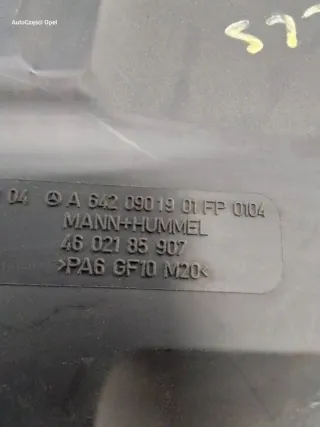 AutoCzęści Opel
04 A 642 090 19 01 FP 0104
MANN+HUMMEL
46 021 85 907
>PA6 GF10 M20<